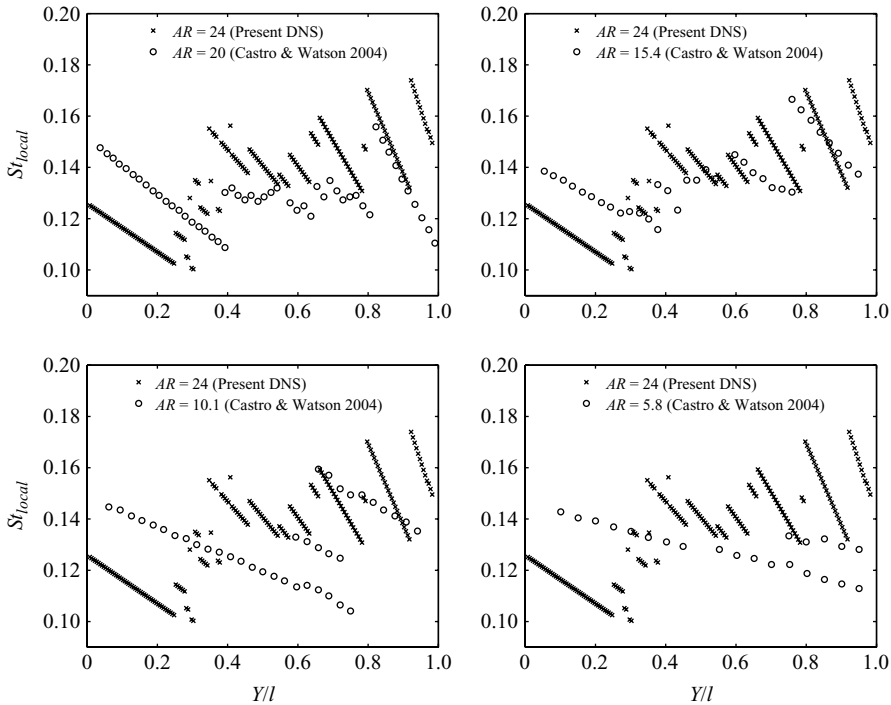 0.20
0.18
0.16
0.14
0.12
0.10
St_local
AR = 24 (Present DNS)
AR = 20 (Castro & Watson 2004)
0 0.2 0.4 0.6 0.8 1.0
0.20
0.18
0.16
0.14
0.12
0.10
AR = 24 (Present DNS)
AR = 15.4 (Castro & Watson 2004)
0 0.2 0.4 0.6 0.8 1.0
0.20
0.18
0.16
0.14
0.12
0.10
St_local
AR = 24 (Present DNS)
AR = 10.1 (Castro & Watson 2004)
0 0.2 0.4 0.6 0.8 1.0
Y/l
0.20
0.18
0.16
0.14
0.12
0.10
AR = 24 (Present DNS)
AR = 5.8 (Castro & Watson 2004)
0 0.2 0.4 0.6 0.8 1.0
Y/l